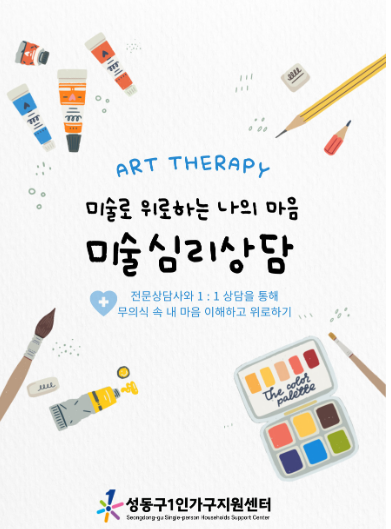 ART THERAPY
미술로 위로하는 나의 마음
미술심리상담
전문상담사와 1 : 1 상담을 통해
무의식 속 내 마음 이해하고 위로하기
The color
palette
성동구1인가구지원센터
Seongdong-gu Single-person Households Support Center